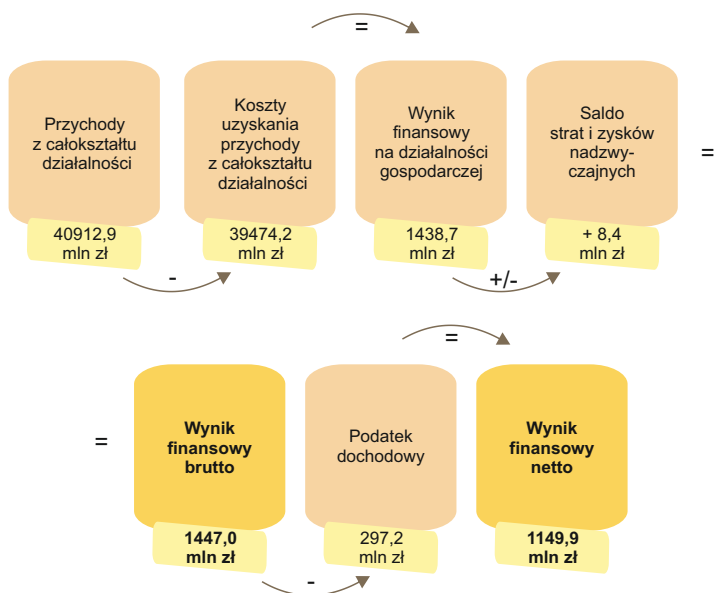 =
Przychody
z całokształtu
działalności
40912,9
mln zł
-
Koszty
uzyskania
przychody
z całokształtu
działalności
39474,2
mln zł
Wynik
finansowy
na działalności
gospodarczej
1438,7
mln zł
+/-
Saldo
strat i zysków
nadzwy-
czajnych
+ 8,4
mln zł
=
=
Wynik
finansowy
brutto
1447,0
mln zł
-
Podatek
dochodowy
297,2
mln zł
=
Wynik
finansowy
netto
1149,9
mln zł